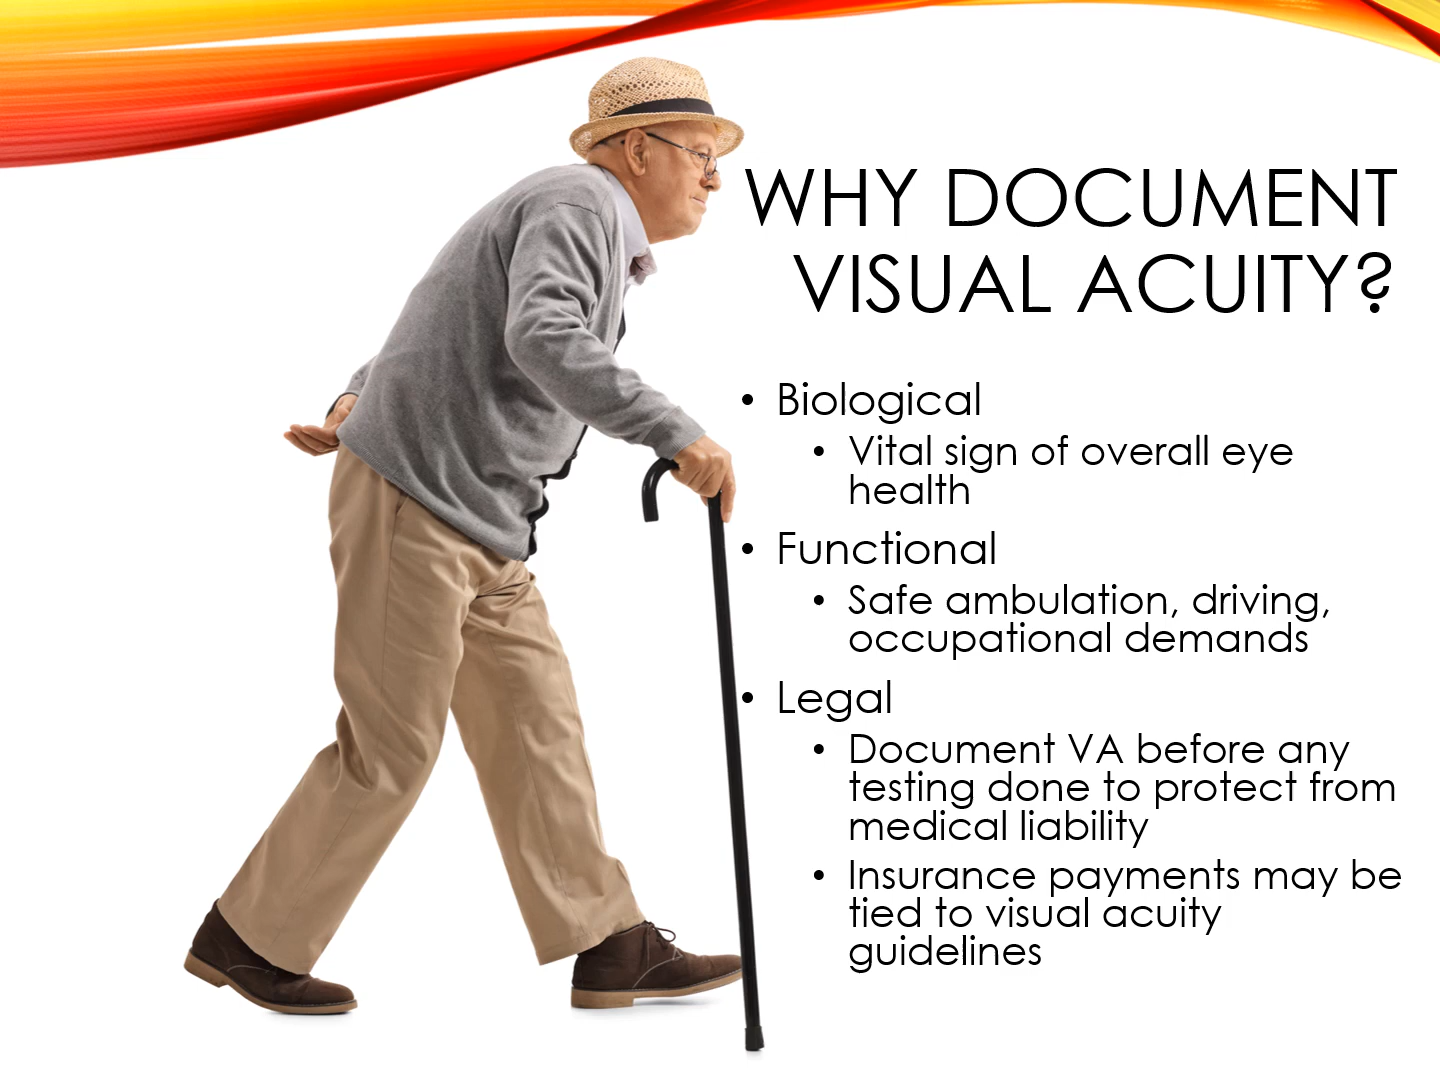 WHY DOCUMENT
VISUAL ACUITY?
• Biological
• Vital sign of overall eye
health
• Functional
• Safe ambulation, driving,
occupational demands
• Legal
• Document VA before any
testing done to protect from
medical liability
• Insurance payments may be
tied to visual acuity
guidelines